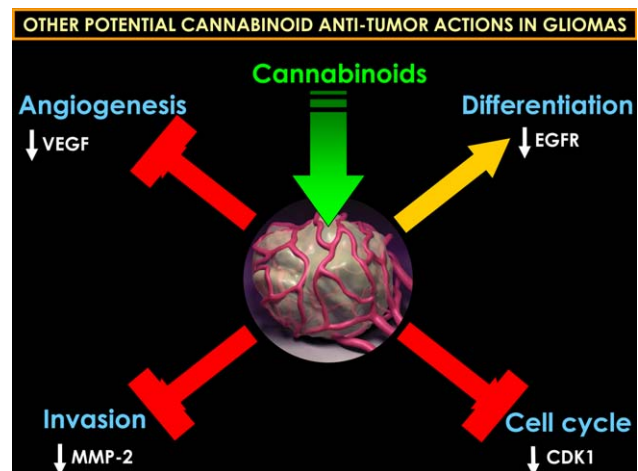 OTHER POTENTIAL CANNABINOID ANTI-TUMOR ACTIONS IN GLIOMAS
Cannabinoids
Angiogenesis
↓ VEGF
Differentiation
↓ EGFR
Invasion
↓ MMP-2
Cell cycle
↓ CDK1